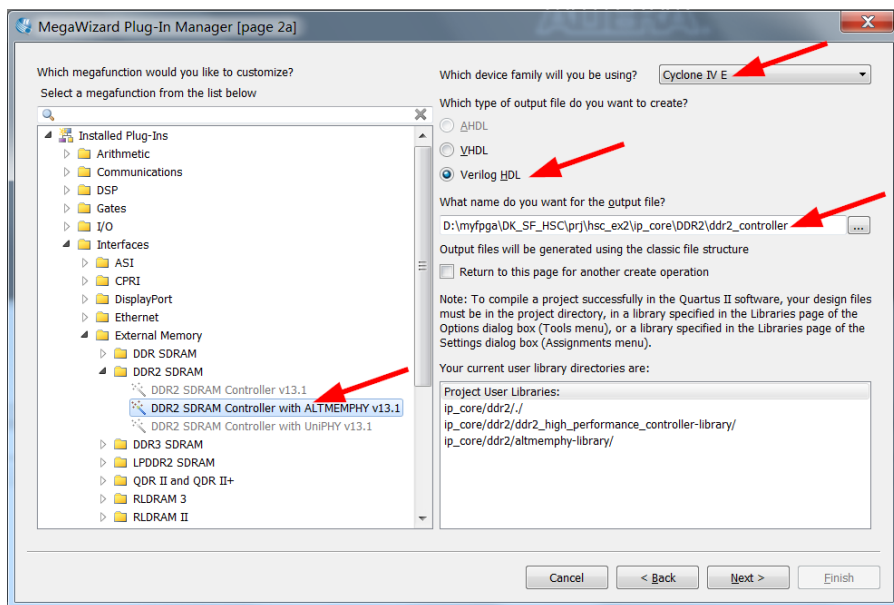 MegaWizard Plug-In Manager [page 2a]
Which megafunction would you like to customize?
Select a megafunction from the list below
Installed Plug-Ins
Arithmetic
Communications
DSP
Gates
I/O
Interfaces
ASI
CPRI
DisplayPort
Ethernet
External Memory
DDR SDRAM
DDR2 SDRAM
DDR2 SDRAM Controller v13.1
DDR2 SDRAM Controller with ALTMEMPHY v13.1
DDR2 SDRAM Controller with UniPHY v13.1
DDR3 SDRAM
LPDDR2 SDRAM
QDR II and QDR II+
RLDRAM 3
RLDRAM II
Which device family will you be using? Cyclone IV E
Which type of output file do you want to create?
AHDL
VHDL
Verilog HDL
What name do you want for the output file?
D:\myfpga\DK_SF_HSC\prj\hsc_ex2\ip_core\DDR2\ddr2_controller ...
Output files will be generated using the classic file structure
Return to this page for another create operation
Note: To compile a project successfully in the Quartus II software, your design files
must be in the project directory, in a library specified in the Libraries page of the
Options dialog box (Tools menu), or a library specified in the Libraries page of the
Settings dialog box (Assignments menu).
Your current user library directories are:
Project User Libraries:
ip_core/ddr2/./
ip_core/ddr2/ddr2_high_performance_controller-library/
ip_core/ddr2/altmemphy-library/
Cancel < Back Next > Finish